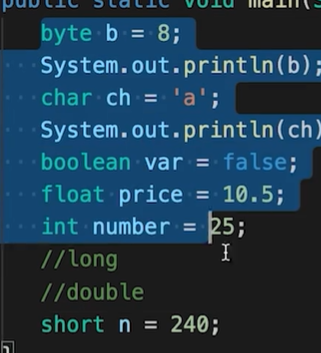 public static void main(
byte b = 8;
System.out.println(b);
char ch = 'a';
System.out.println(ch)
boolean var = false;
float price = 10.5;
int number = 25;
//long
//double
short n = 240;
}